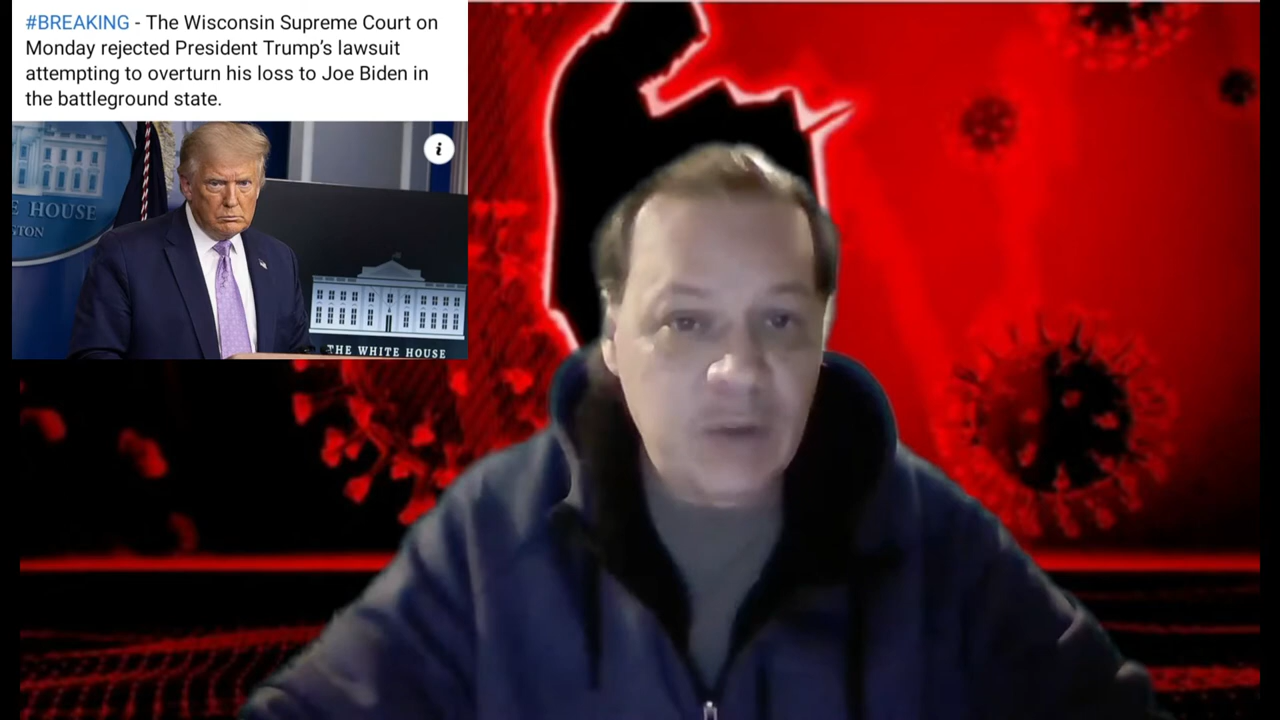 #BREAKING - The Wisconsin Supreme Court on
Monday rejected President Trump’s lawsuit
attempting to overturn his loss to Joe Biden in
the battleground state.
i
E HOUSE
TON
THE WHITE HOUSE